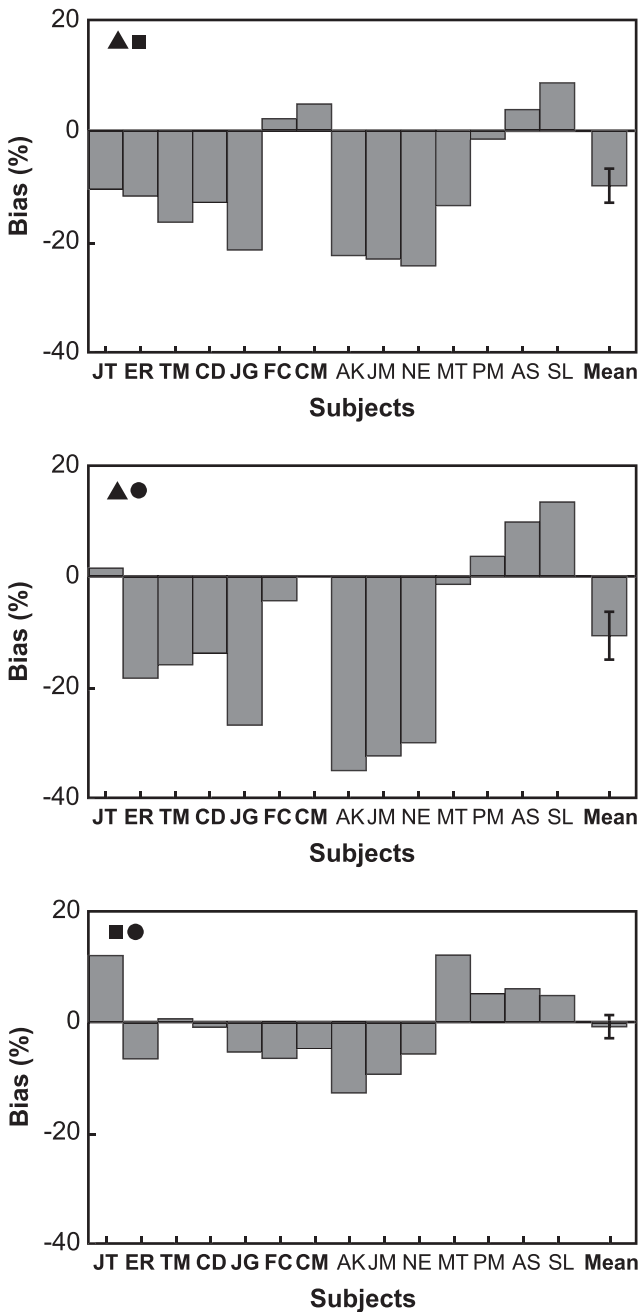 20
0
-20
-40
Bias (%)
JT ER TM CD JG FC CM AK JM NE MT PM AS SL Mean
Subjects
20
0
-20
-40
Bias (%)
JT ER TM CD JG FC CM AK JM NE MT PM AS SL Mean
Subjects
20
0
-20
-40
Bias (%)
JT ER TM CD JG FC CM AK JM NE MT PM AS SL Mean
Subjects